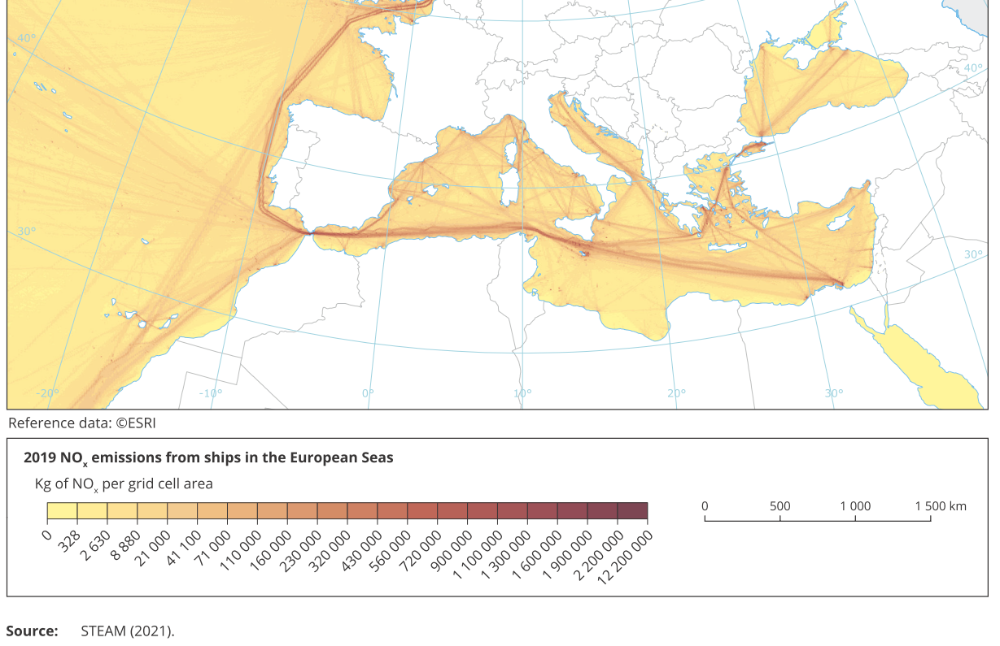 40°
40°
30°
30°
-20°
-10°
0°
10°
20°
30°
Reference data: ©ESRI
2019 NOx emissions from ships in the European Seas
Kg of NOx per grid cell area
0
328
2 630
8 880
21 000
41 100
71 000
110 000
160 000
230 000
320 000
430 000
560 000
720 000
900 000
1 100 000
1 300 000
1 600 000
1 900 000
2 200 000
12 200 000
0 500 1 000 1 500 km
Source: STEAM (2021).